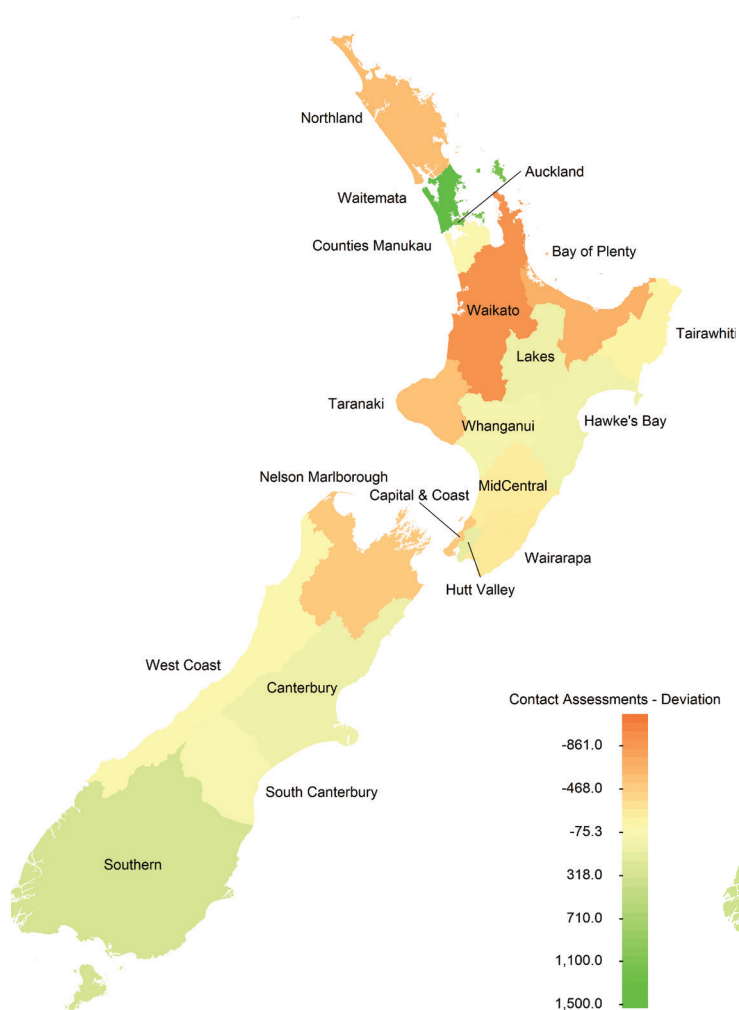 Northland
Auckland
Waitemata
Counties Manukau
Bay of Plenty
Waikato
Tairawhiti
Lakes
Taranaki
Hawke's Bay
Whanganui
Nelson Marlborough
MidCentral
Capital & Coast
Wairarapa
Hutt Valley
West Coast
Canterbury
Contact Assessments - Deviation
-861.0
-468.0
South Canterbury
-75.3
Southern
318.0
710.0
1,100.0
1,500.0